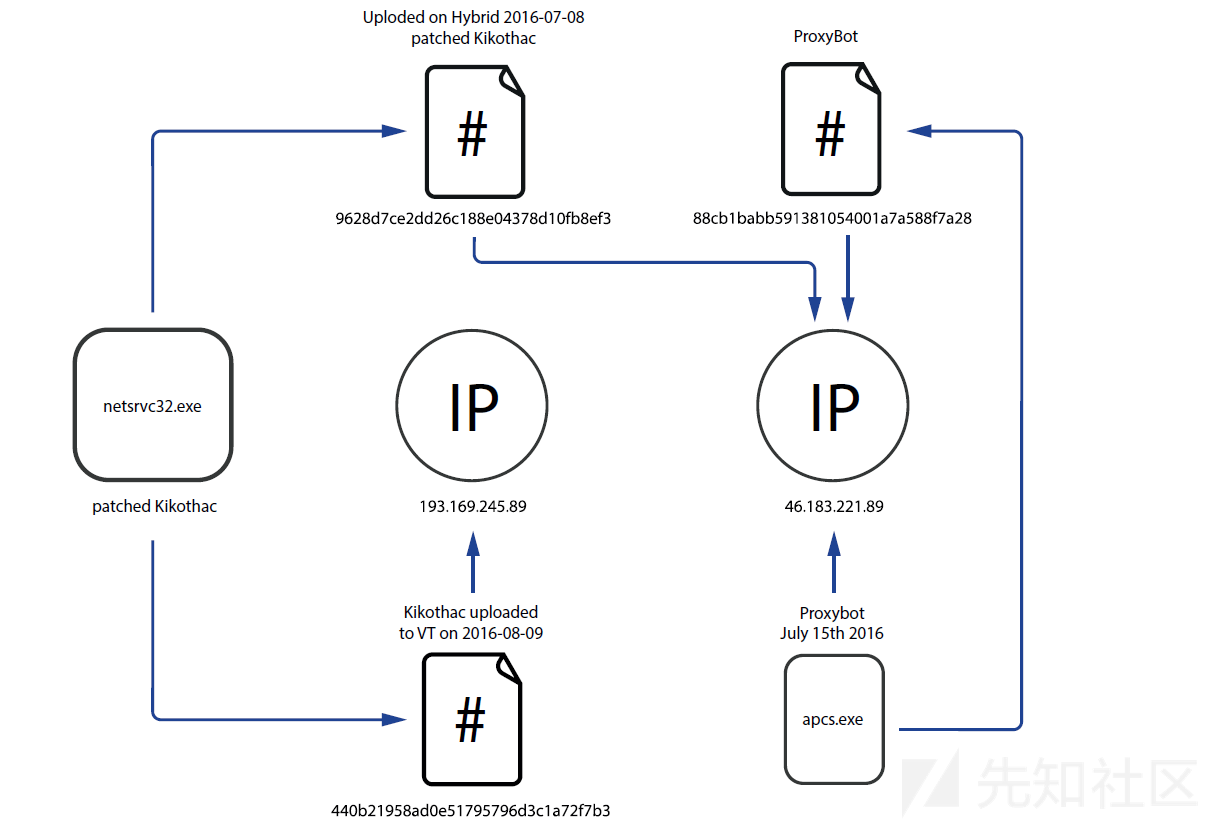 Uploded on Hybrid 2016-07-08
patched Kikothac
ProxyBot
#
#
9628d7ce2dd26c188e04378d10fb8ef3
88cb1babb591381054001a7a588f7a28
netsrvc32.exe
IP
IP
patched Kikothac
193.169.245.89
46.183.221.89
Kikothac uploaded
to VT on 2016-08-09
Proxybot
July 15th 2016
#
apcs.exe
440b21958ad0e51795796d3c1a72f7b3
先知社区